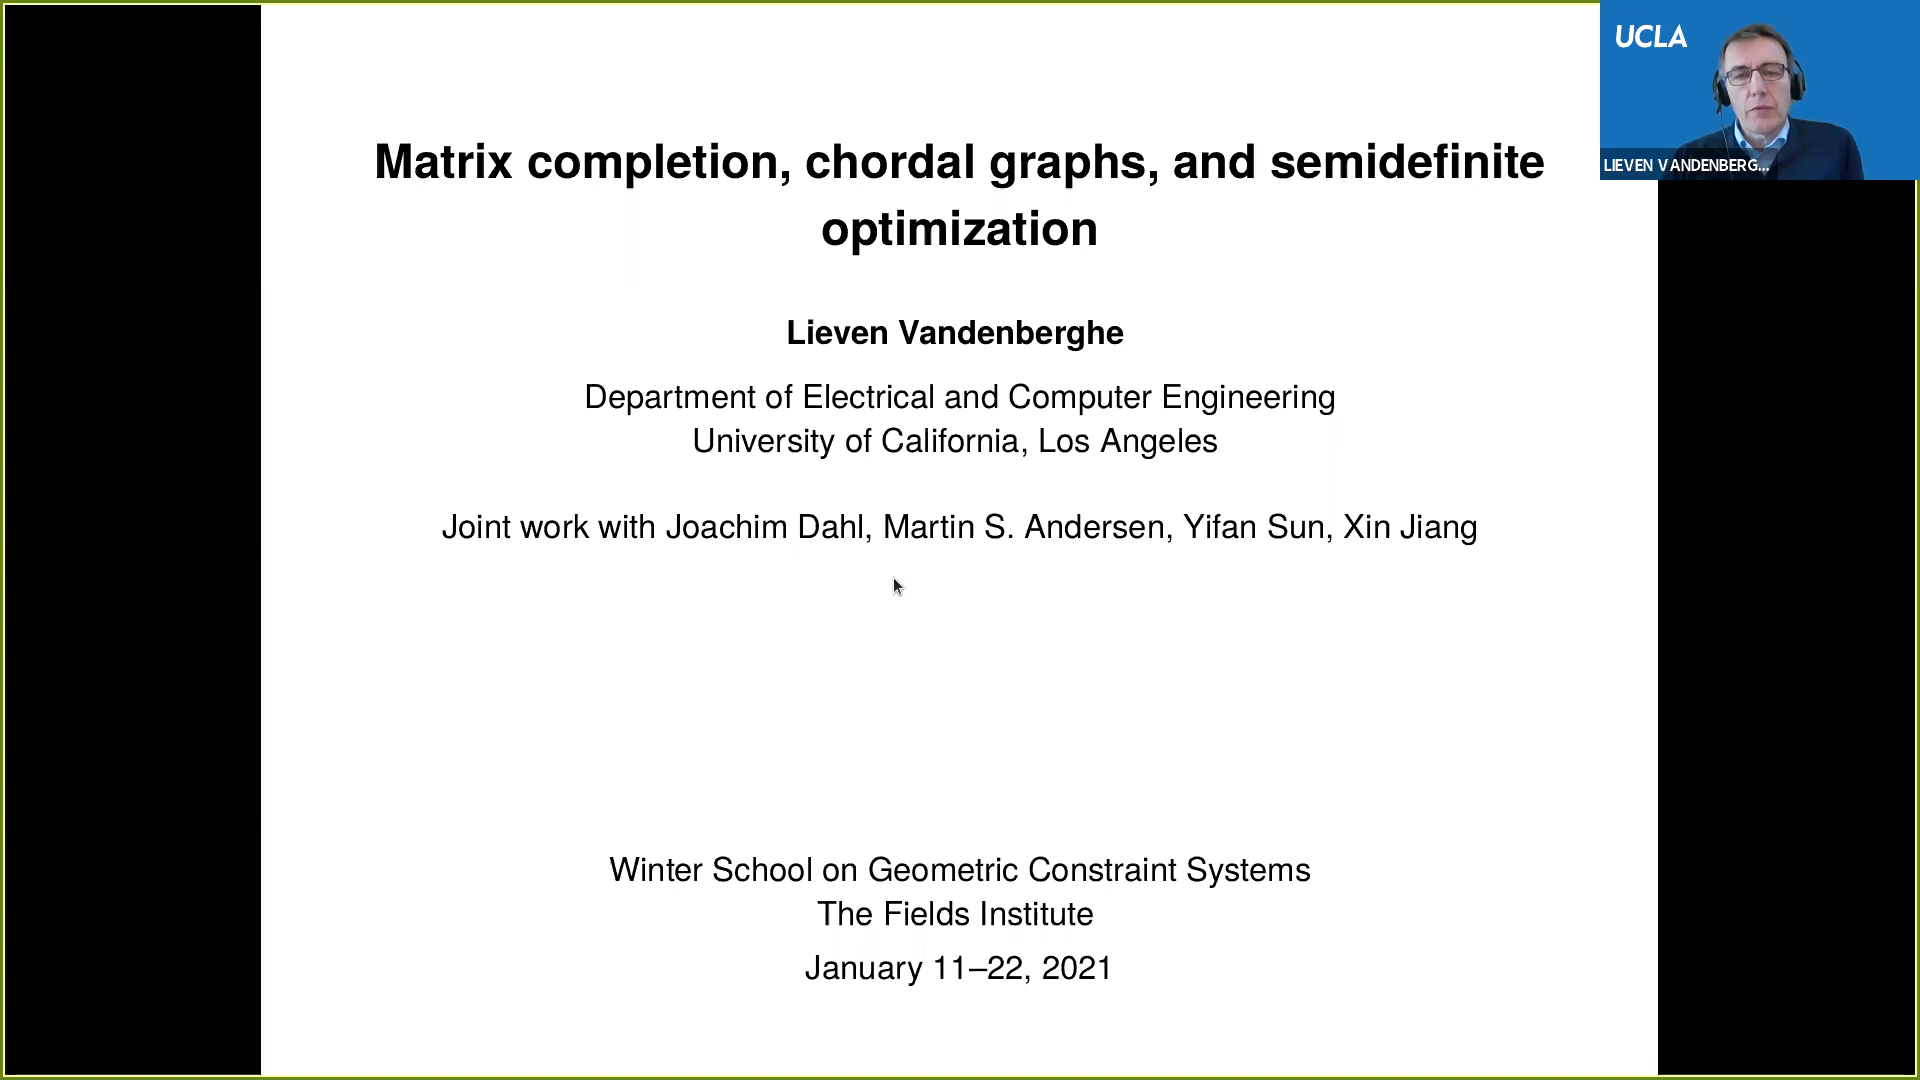 Matrix completion, chordal graphs, and semidefinite
optimization
Lieven Vandenberghe
Department of Electrical and Computer Engineering
University of California, Los Angeles
Joint work with Joachim Dahl, Martin S. Andersen, Yifan Sun, Xin Jiang
Winter School on Geometric Constraint Systems
The Fields Institute
January 11–22, 2021
UCLA
LIEVEN VANDENBERG...